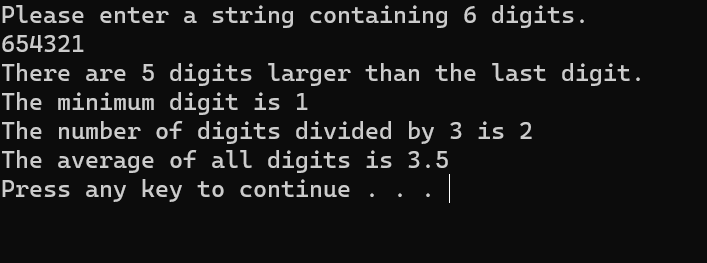 Please enter a string containing 6 digits.
654321
There are 5 digits larger than the last digit.
The minimum digit is 1
The number of digits divided by 3 is 2
The average of all digits is 3.5
Press any key to continue . . .